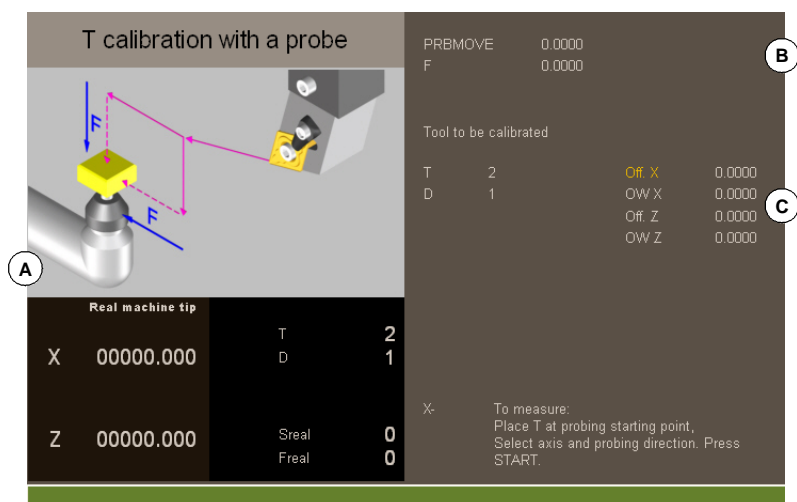 T calibration with a probe
F
F
A
Real machine tip
X 00000.000
Z 00000.000
T 2
D 1
Sreal 0
Freal 0
PRBMOVE 0.0000
F 0.0000
B
Tool to be calibrated
T 2 Off. X 0.0000
D 1 OW X 0.0000
Off. Z 0.0000
OW Z 0.0000
C
X- To measure:
Place T at probing starting point,
Select axis and probing direction. Press
START.